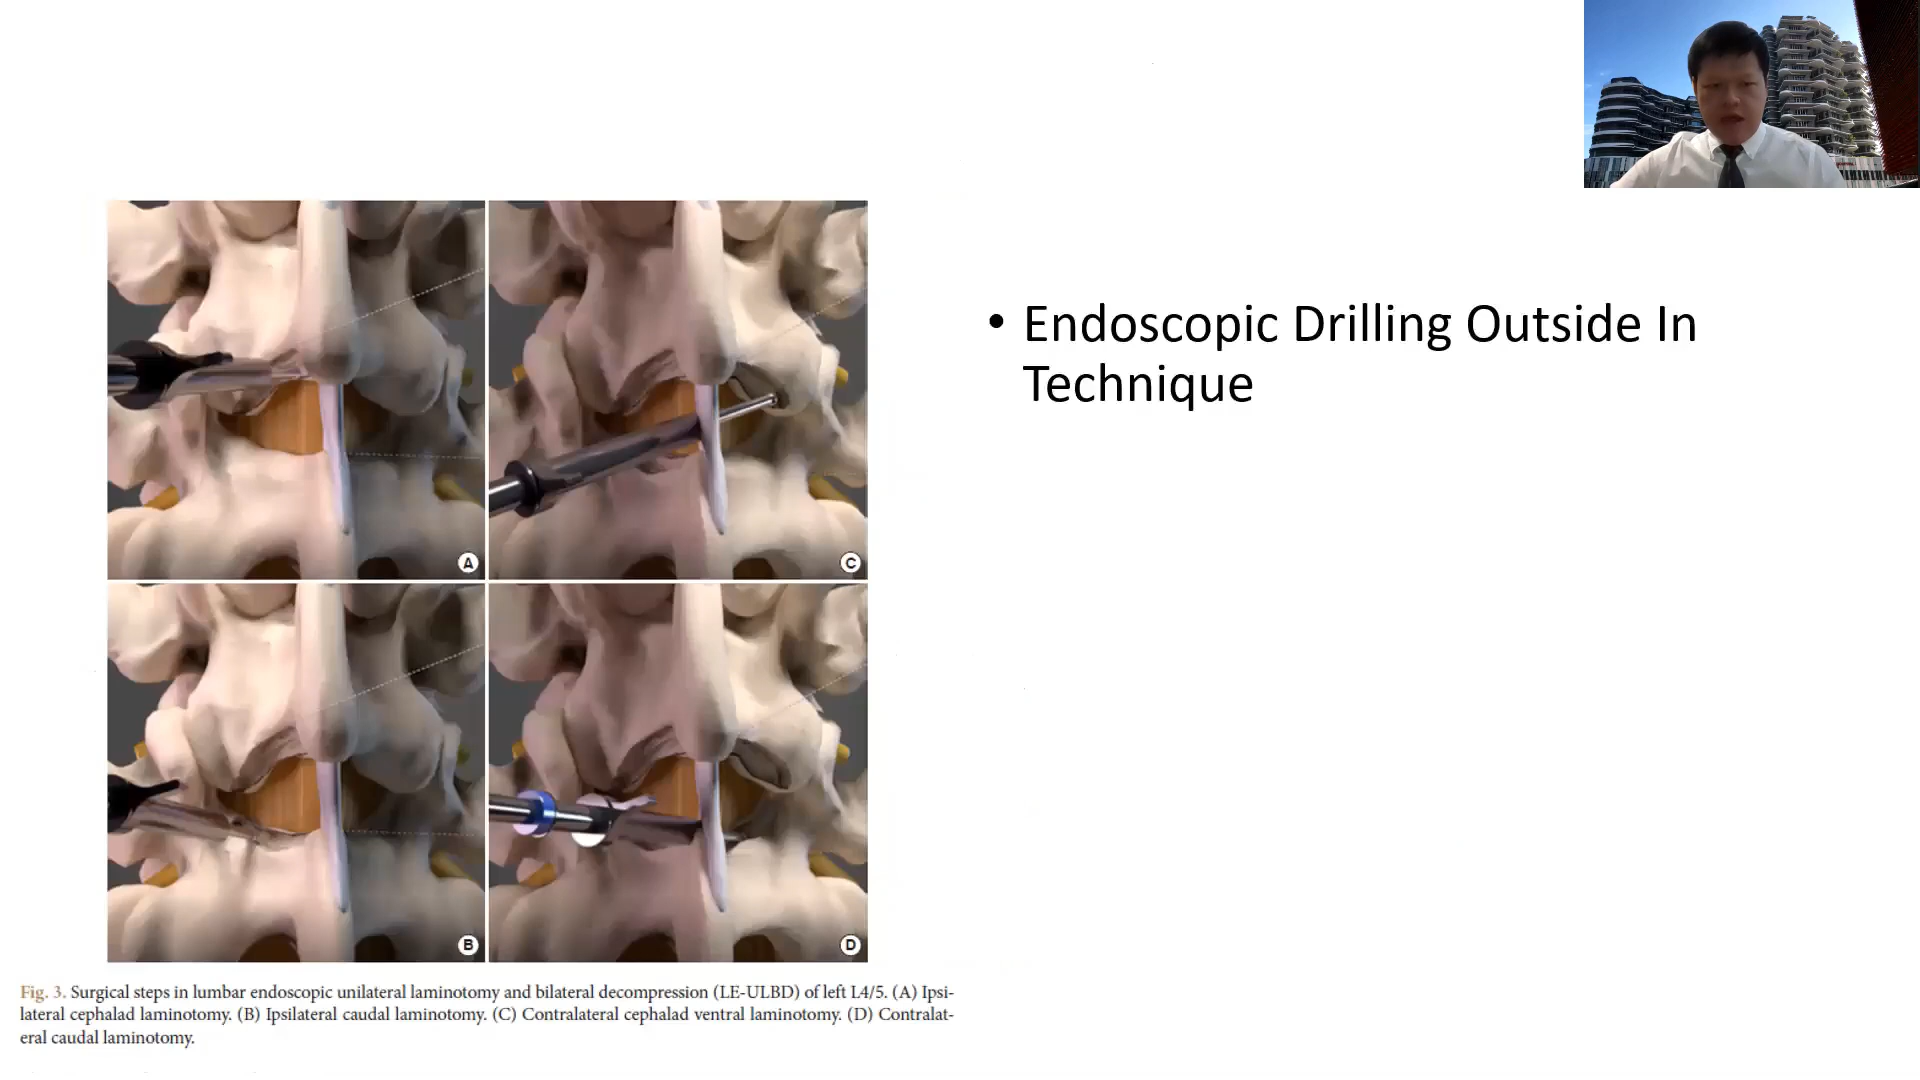 • Endoscopic Drilling Outside In
Technique
A
C
B
D
Fig. 3. Surgical steps in lumbar endoscopic unilateral laminotomy and bilateral decompression (LE-ULBD) of left L4/5. (A) Ipsi-
lateral cephalad laminotomy. (B) Ipsilateral caudal laminotomy. (C) Contralateral cephalad ventral laminotomy. (D) Contralat-
eral caudal laminotomy.